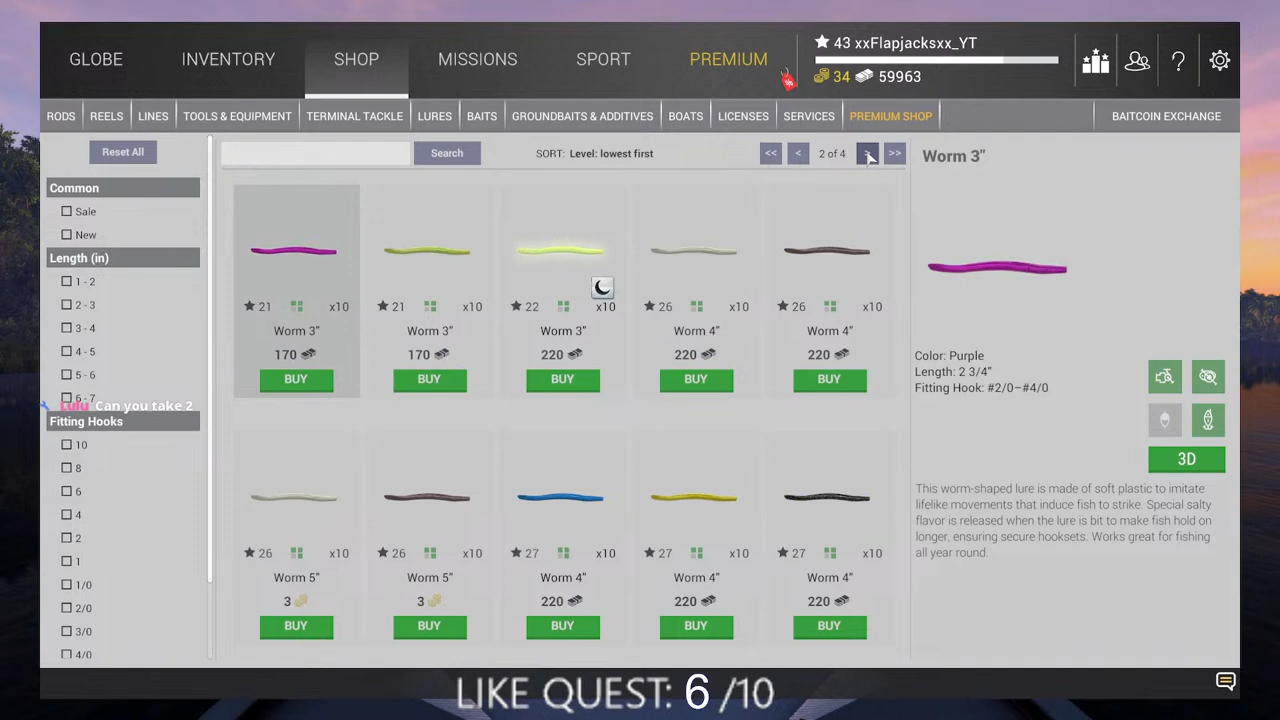 GLOBE INVENTORY SHOP MISSIONS SPORT PREMIUM
43 xxFlapjacksxx_YT
34 59963
RODS REELS LINES TOOLS & EQUIPMENT TERMINAL TACKLE LURES BAITS GROUNDBAITS & ADDITIVES BOATS LICENSES SERVICES PREMIUM SHOP BAITCOIN EXCHANGE
Reset All
Search
SORT: Level: lowest first
<< < 2 of 4 > >>
Common
Sale
New
Length (in)
1 - 2
2 - 3
3 - 4
4 - 5
5 - 6
6 - 7
Lulu Can you take 2
Fitting Hooks
10
8
6
4
2
1
1/0
2/0
3/0
4/0
21 x10 21 x10 22 x10 26 x10 26 x10
Worm 3" Worm 3" Worm 3" Worm 4" Worm 4"
170 170 220 220 220
BUY BUY BUY BUY BUY
26 x10 26 x10 27 x10 27 x10 27 x10
Worm 5" Worm 5" Worm 4" Worm 4" Worm 4"
3 3 220 220 220
BUY BUY BUY BUY BUY
Worm 3"
Color: Purple
Length: 2 3/4"
Fitting Hook: #2/0–#4/0
3D
This worm-shaped lure is made of soft plastic to imitate
lifelike movements that induce fish to strike. Special salty
flavor is released when the lure is bit to make fish hold on
longer, ensuring secure hooksets. Works great for fishing
all year round.
LIKE QUEST: 6 /10